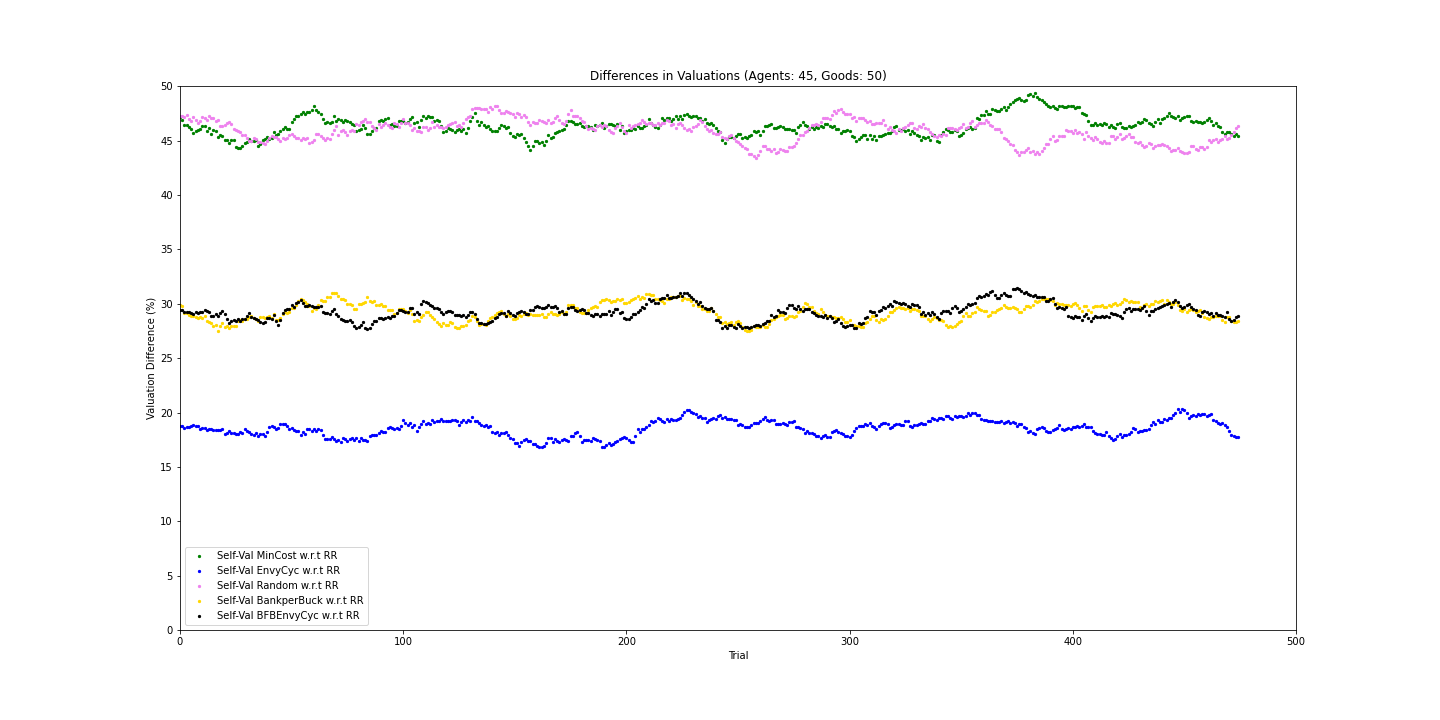 Differences in Valuations (Agents: 45, Goods: 50)
50
45
40
35
30
25
20
15
10
5
0
Valuation Difference (%)
Self-Val MinCost w.r.t RR
Self-Val EnvyCyc w.r.t RR
Self-Val Random w.r.t RR
Self-Val BankperBuck w.r.t RR
Self-Val BFBEnvyCyc w.r.t RR
0 100 200 300 400 500
Trial